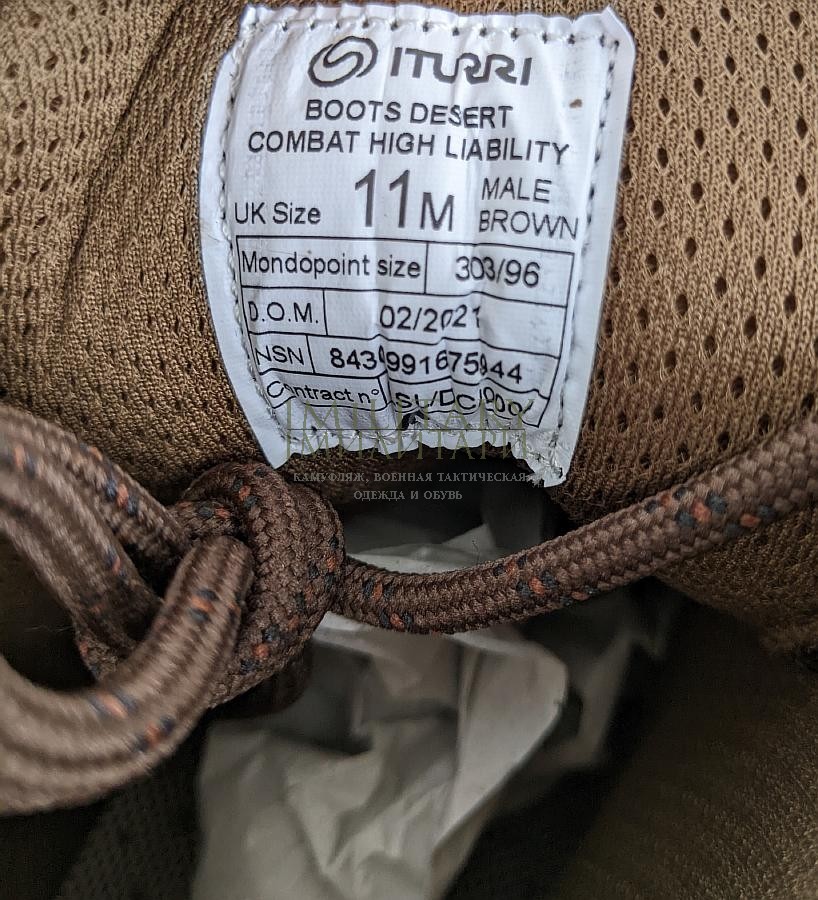 ITURRI
BOOTS DESERT
COMBAT HIGH LIABILITY
UK Size 11M MALE BROWN
Mondopoint size 303/96
D.O.M. 02/2021
NSN
Contract n°
МИЛИТАРИ
КАМУФЛЯЖ, ВОЕННАЯ ТАКТИЧЕСКАЯ
ОДЕЖДА И ОБУВЬ